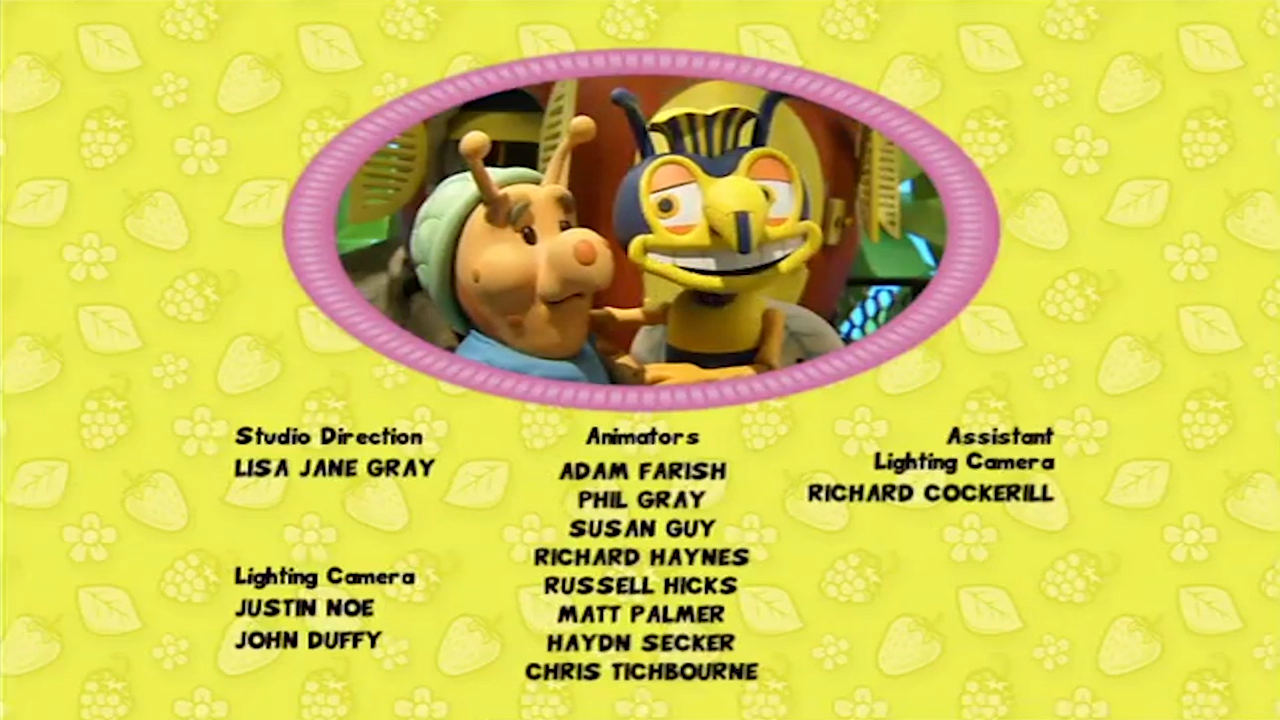 Studio Direction
LISA JANE GRAY
Lighting Camera
JUSTIN NOE
JOHN DUFFY
Animators
ADAM FARISH
PHIL GRAY
SUSAN GUY
RICHARD HAYNES
RUSSELL HICKS
MATT PALMER
HAYDN SECKER
CHRIS TICHBOURNE
Assistant
Lighting Camera
RICHARD COCKERILL